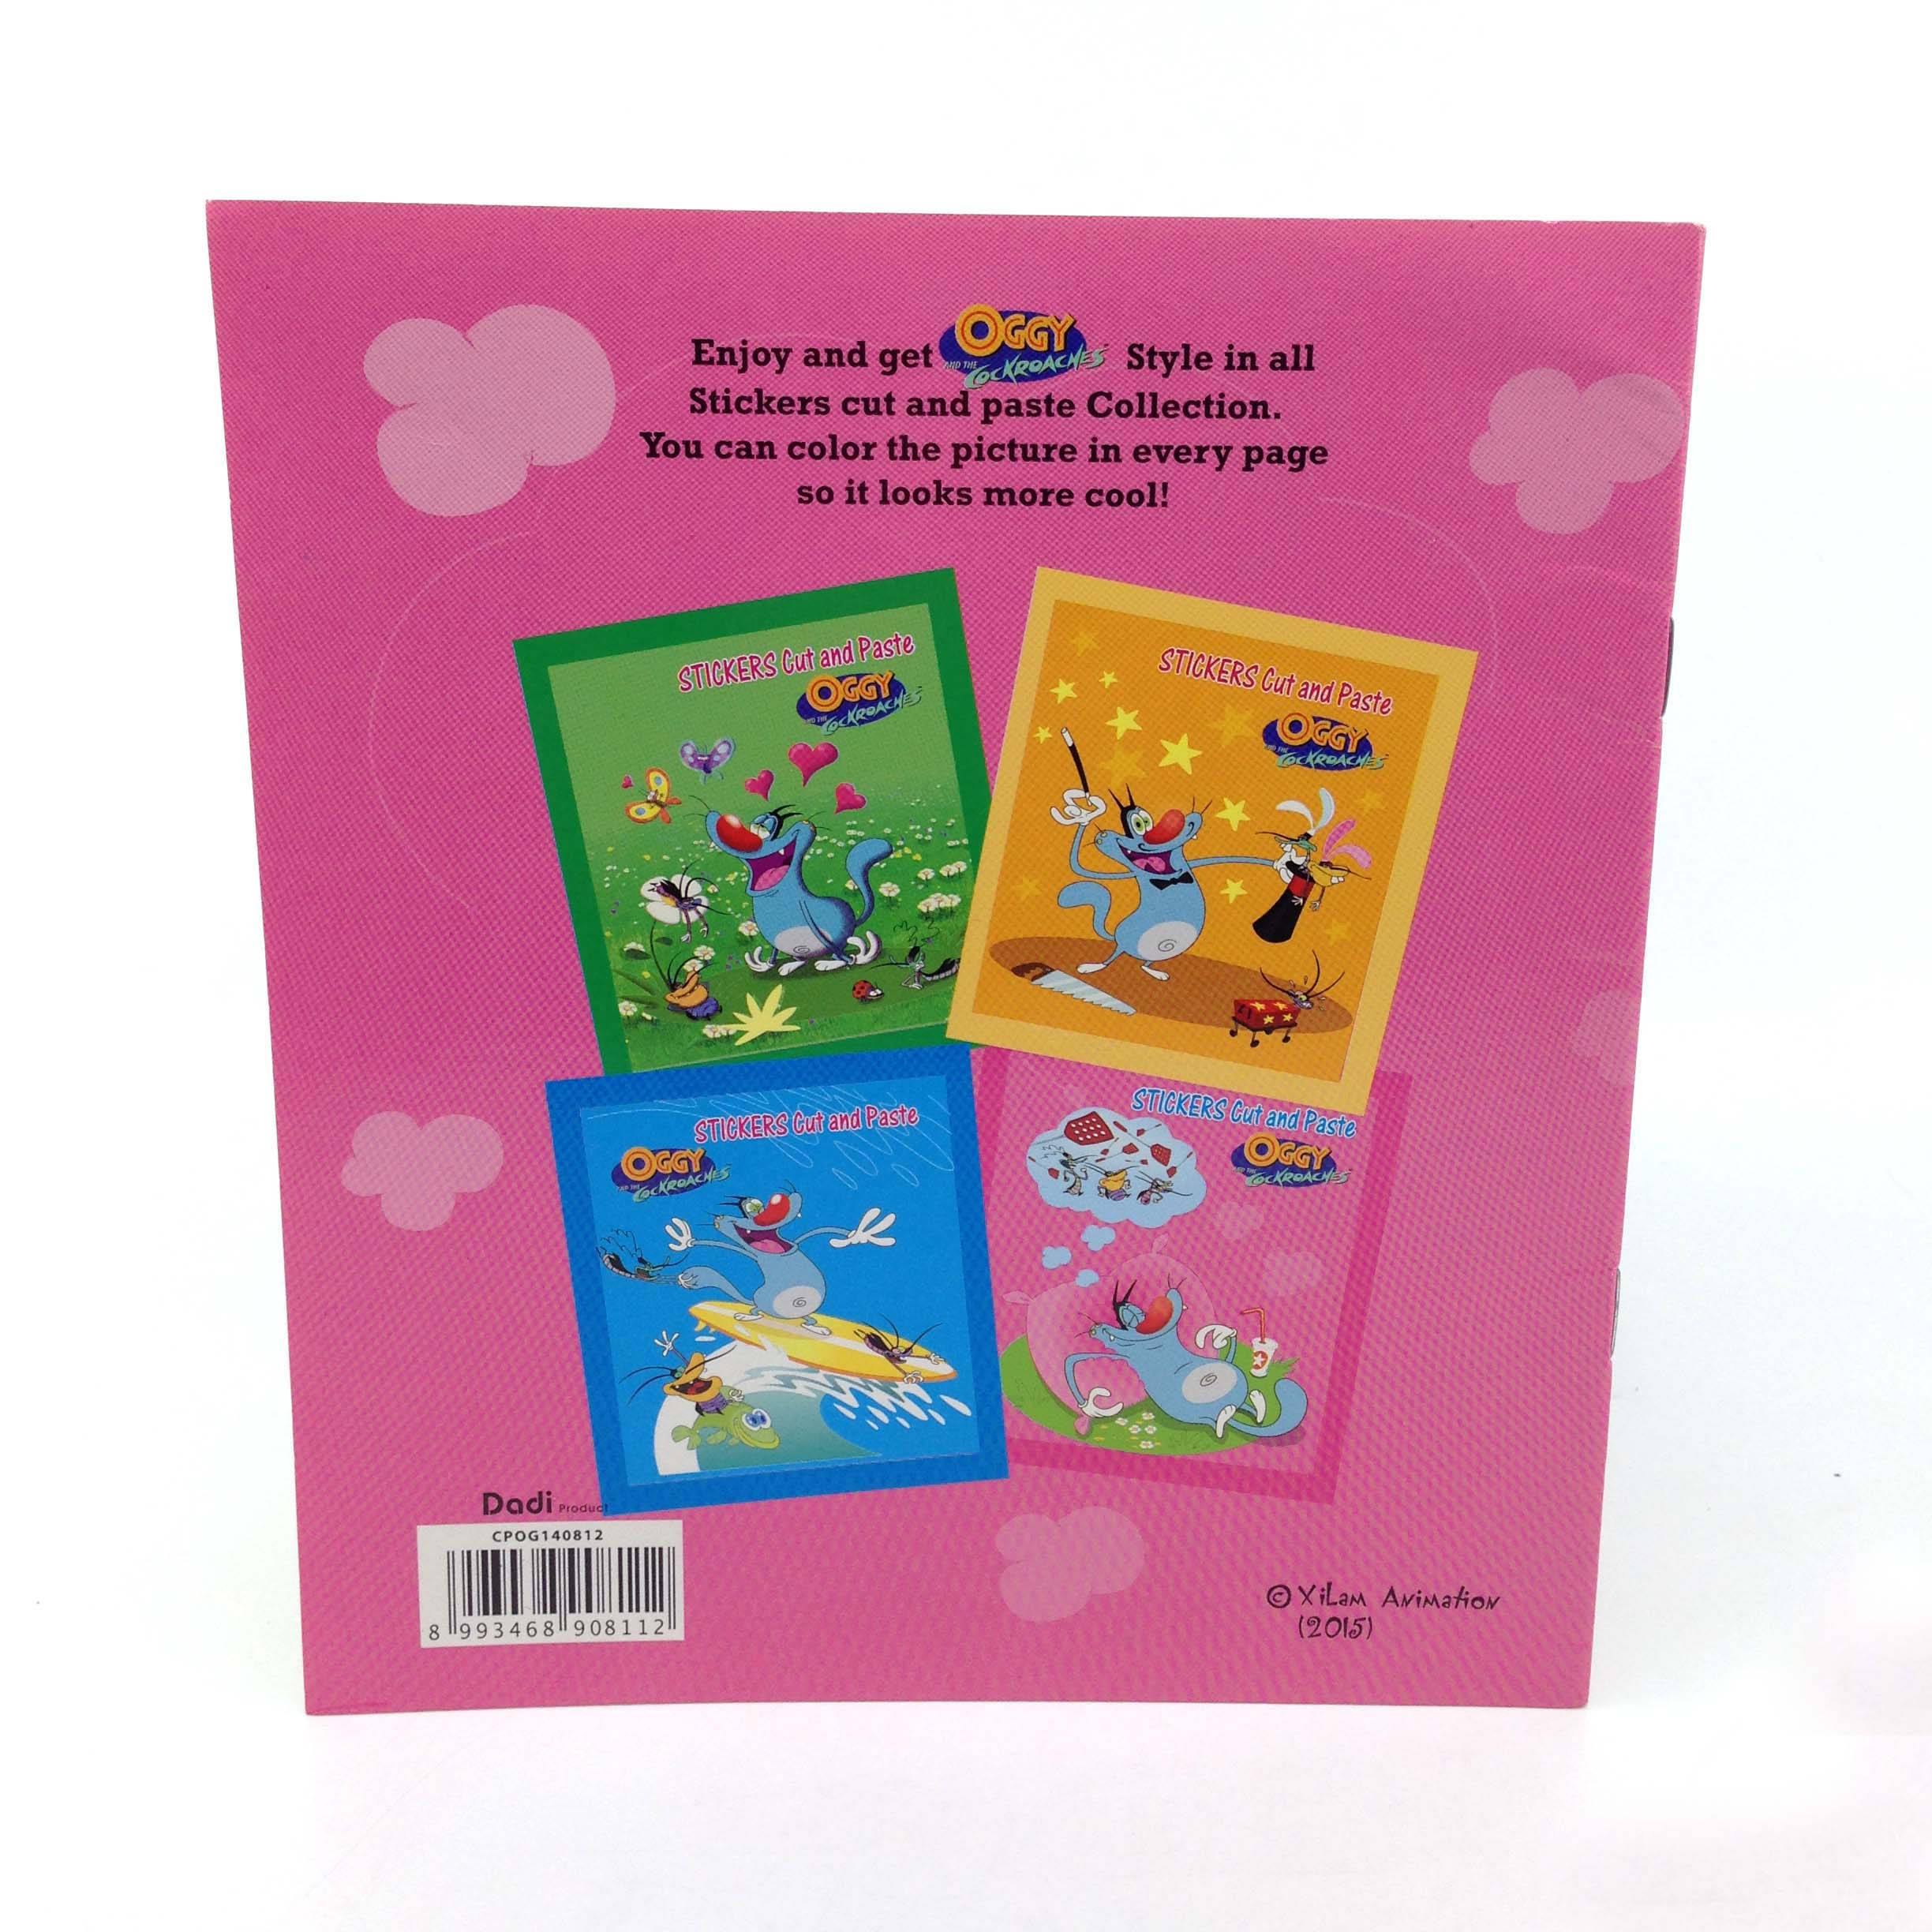 Enjoy and get OGGY AND THE COCKROACHES™ Style in all
Stickers cut and paste Collection.
You can color the picture in every page
so it looks more cool!
STICKERS Cut and Paste
OGGY
AND THE COCKROACHES
STICKERS Cut and Paste
OGGY
AND THE COCKROACHES
STICKERS Cut and Paste
OGGY
AND THE COCKROACHES
STICKERS Cut and Paste
OGGY
AND THE COCKROACHES
Dadi Product
CPOG140812
8 993468 908112
© XiLAM ANiMATiON
(2015)